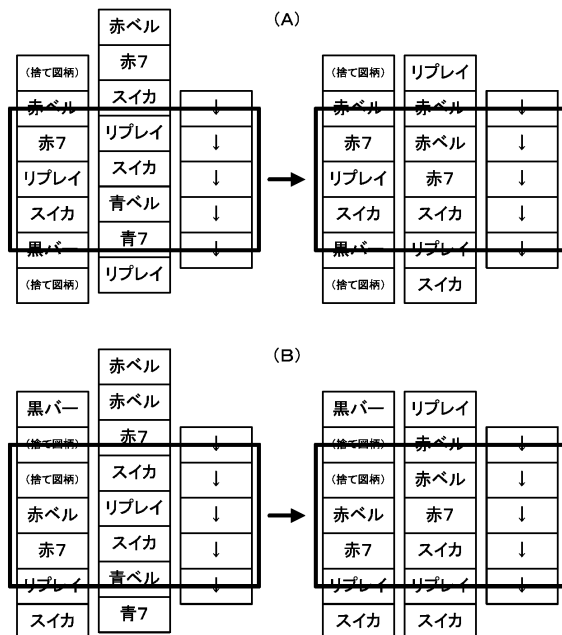 (A)
(捨て図柄)
赤ベル
赤7
リプレイ
スイカ
黒バー
(捨て図柄)
赤ベル
赤7
スイカ
リプレイ
スイカ
青ベル
青7
リプレイ
↓
↓
↓
↓
↓
→
(捨て図柄)
赤ベル
赤7
リプレイ
スイカ
黒バー
(捨て図柄)
リプレイ
赤ベル
赤ベル
赤7
スイカ
リプレイ
スイカ
↓
↓
↓
↓
↓
(B)
黒バー
(捨て図柄)
(捨て図柄)
赤ベル
赤7
リプレイ
スイカ
赤ベル
赤ベル
赤7
スイカ
リプレイ
スイカ
青ベル
青7
↓
↓
↓
↓
↓
→
黒バー
(捨て図柄)
(捨て図柄)
赤ベル
赤7
リプレイ
スイカ
リプレイ
赤ベル
赤ベル
赤7
スイカ
リプレイ
スイカ
↓
↓
↓
↓
↓